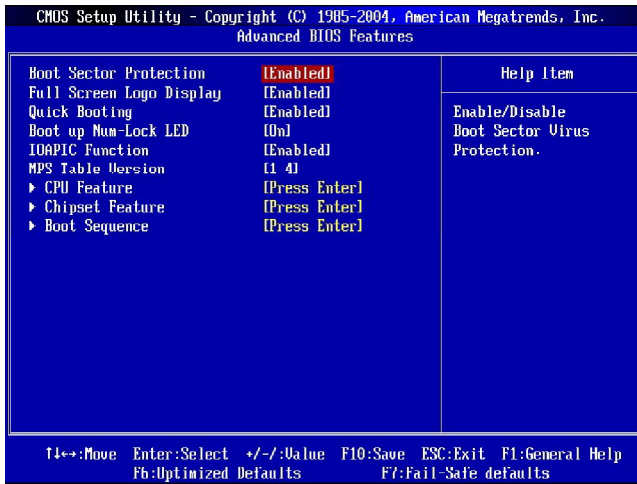 CMOS Setup Utility - Copyright (C) 1985-2004, American Megatrends, Inc.
Advanced BIOS Features
Boot Sector Protection [Enabled]
Full Screen Logo Display [Enabled]
Quick Booting [Enabled]
Boot up Num-Lock LED [On]
IOAPIC Function [Enabled]
MPS Table Version [1 4]
▶ CPU Feature [Press Enter]
▶ Chipset Feature [Press Enter]
▶ Boot Sequence [Press Enter]
Help Item
Enable/Disable
Boot Sector Virus
Protection.
↑↓←→:Move Enter:Select +/-/:Value F10:Save ESC:Exit F1:General Help
F6:Optimized Defaults F7:Fail-Safe defaults